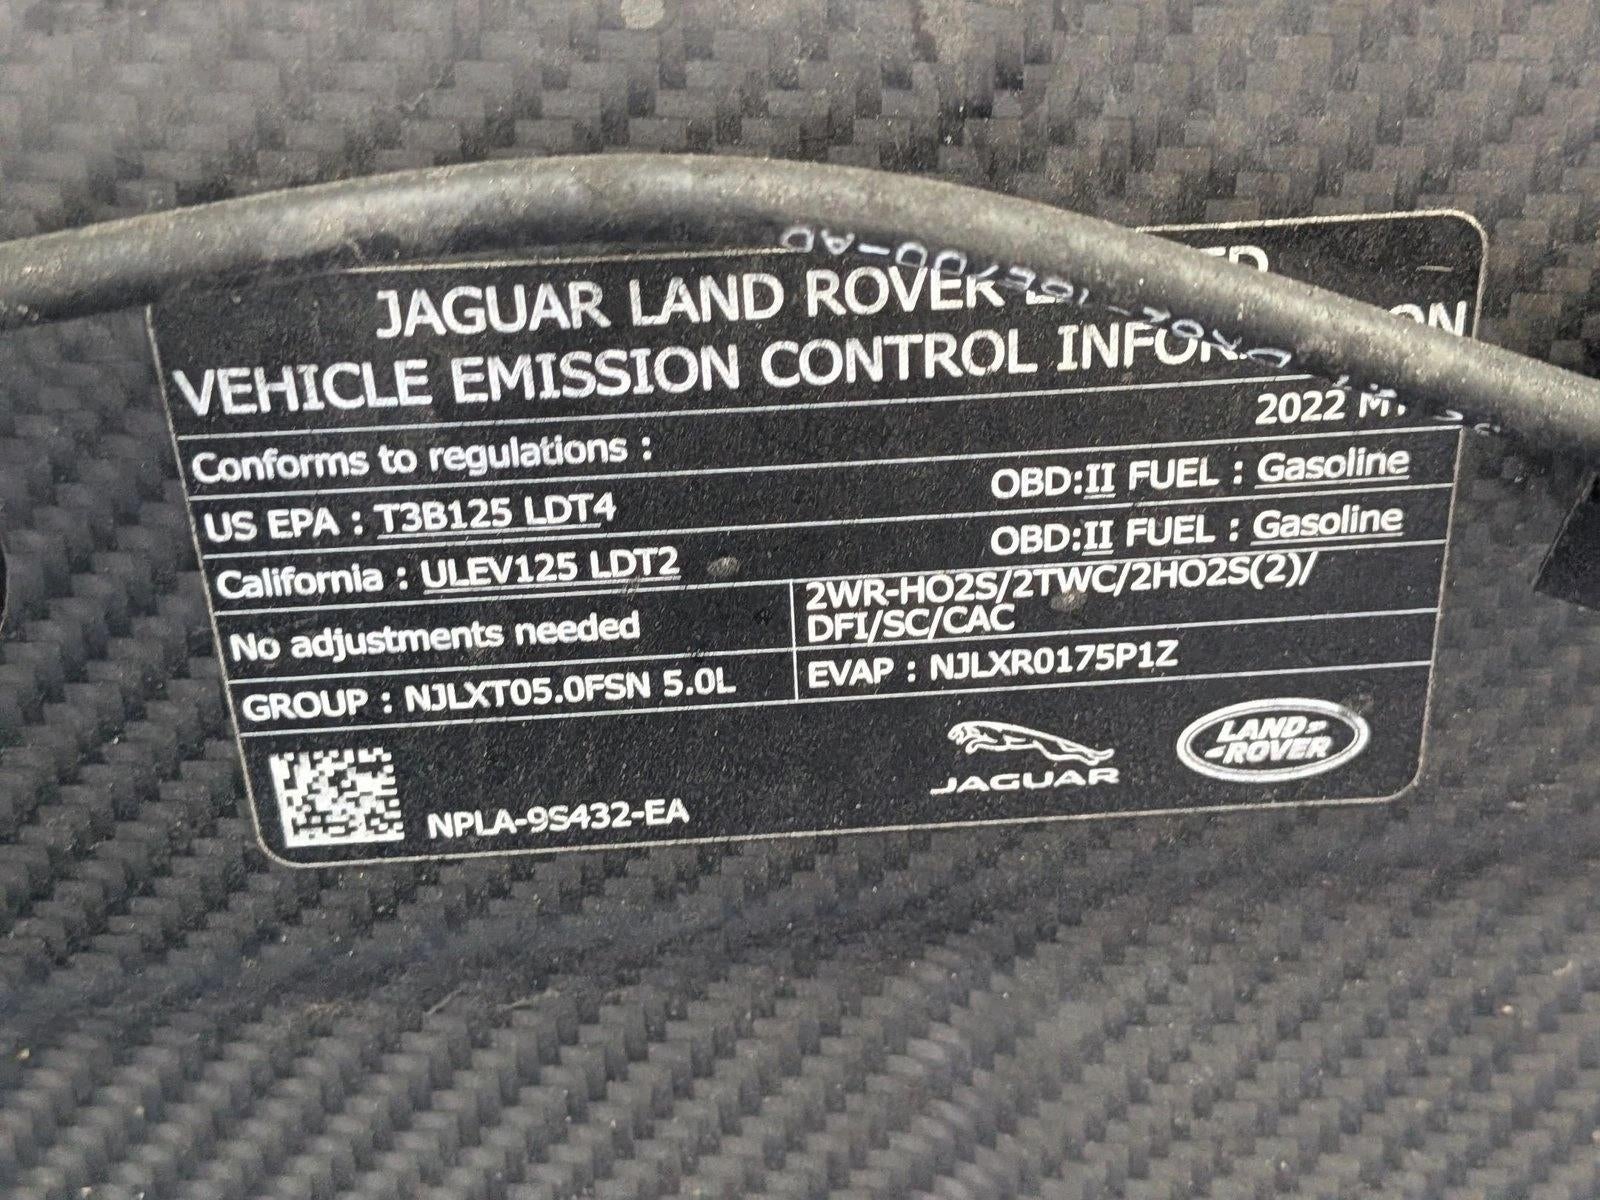 JAGUAR LAND ROVER
VEHICLE EMISSION CONTROL
2022
Conforms to regulations :
US EPA : T3B125 LDT4 OBD:II FUEL : Gasoline
California : ULEV125 LDT2 OBD:II FUEL : Gasoline
No adjustments needed
2WR-HO2S/2TWC/2HO2S(2)/
DFI/SC/CAC
GROUP : NJLXT05.0FSN 5.0L
EVAP : NJLXR0175P1Z
NPLA-9S432-EA
JAGUAR
LAND
ROVER